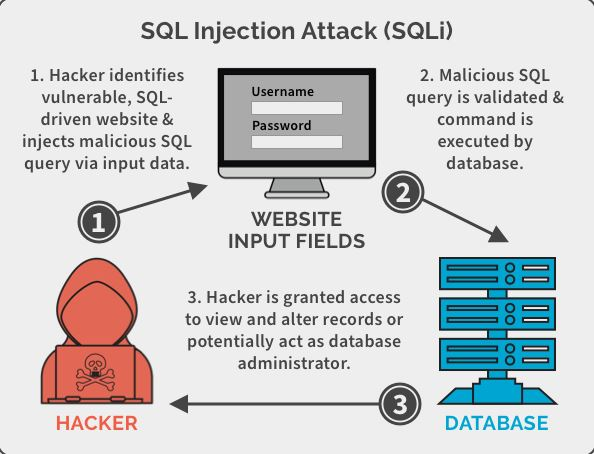 SQL Injection Attack (SQLi)
1. Hacker identifies
vulnerable, SQL-
driven website &
injects malicious SQL
query via input data.
Username
Password
2. Malicious SQL
query is validated &
command is
executed by
database.
1
2
WEBSITE
INPUT FIELDS
3. Hacker is granted access
to view and alter records or
potentially act as database
administrator.
3
HACKER
DATABASE